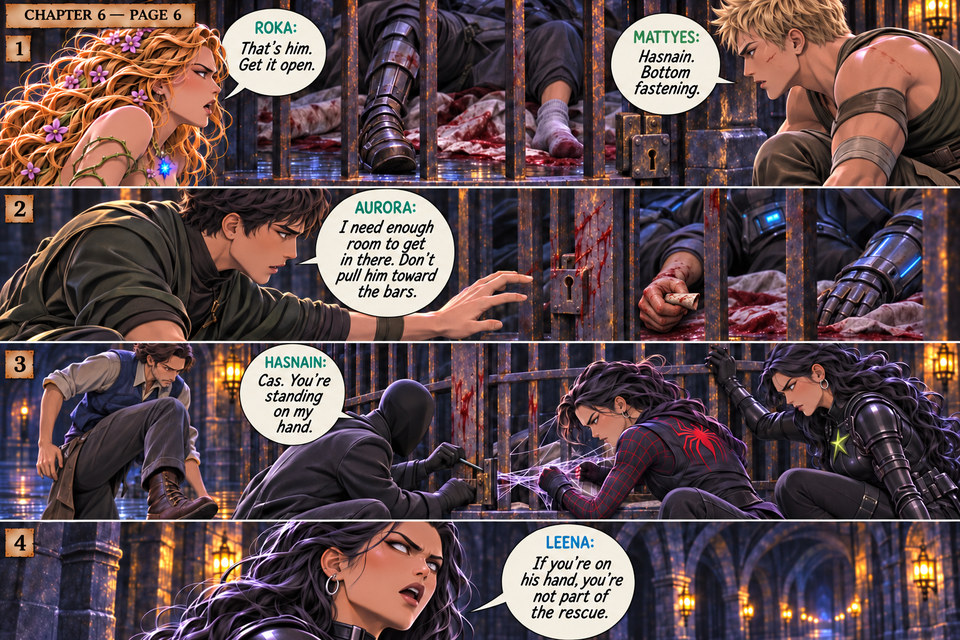 CHAPTER 6 — PAGE 6
1
ROKA:
That's him.
Get it open.
MATTYES:
Hasnain.
Bottom
fastening.
2
AURORA:
I need enough
room to get
in there. Don't
pull him toward
the bars.
3
HASNAIN:
Cas. You're
standing
on my
hand.
4
LEENA:
If you're on
his hand, you're
not part of
the rescue.